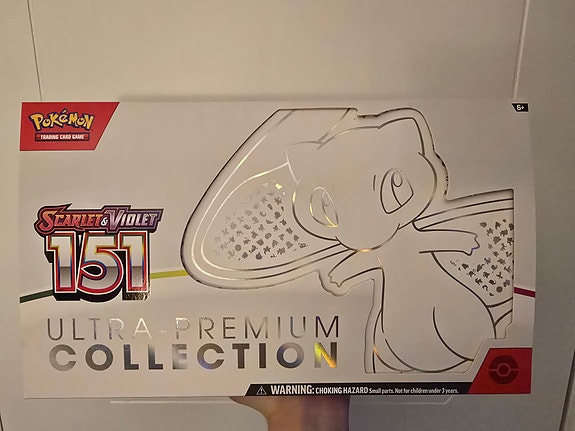 POKéMON
TRADING CARD GAME
6+
SCARLET & VIOLET
151
ULTRA-PREMIUM
COLLECTION
WARNING: CHOKING HAZARD Small parts. Not for children under 3 years.